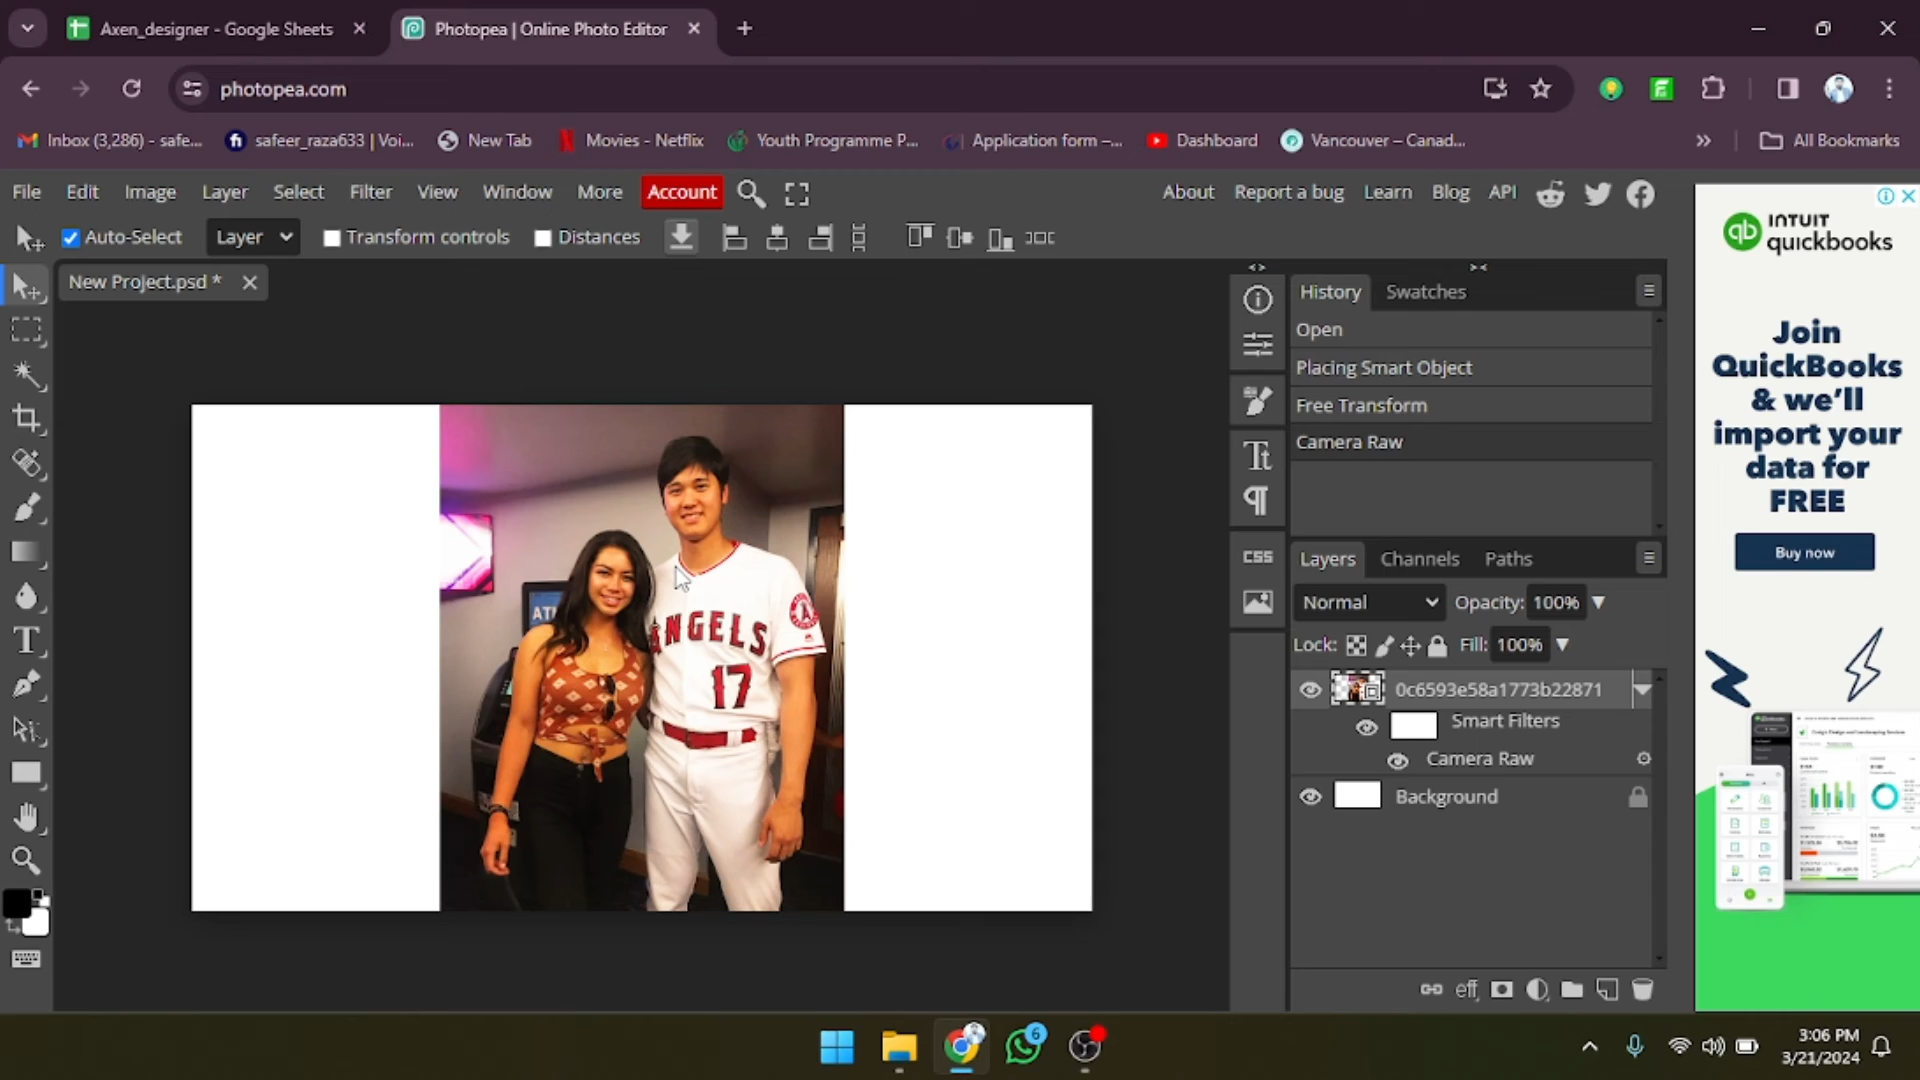 Axen_designer - Google Sheets
Photopea | Online Photo Editor
photopea.com
Inbox (3,286) - safe...
safeer_raza633 | Voi...
New Tab
Movies - Netflix
Youth Programme P...
Application form –...
Dashboard
Vancouver – Canad...
All Bookmarks
File Edit Image Layer Select Filter View Window More Account
About Report a bug Learn Blog API
Auto-Select Layer Transform controls Distances
New Project.psd *
History Swatches
Open
Placing Smart Object
Free Transform
Camera Raw
CSS
Layers Channels Paths
Normal Opacity: 100%
Lock: Fill: 100%
0c6593e58a1773b22871
Smart Filters
Camera Raw
Background
eff
ANGELS
17
INTUIT
quickbooks
Join
QuickBooks
& we'll
import your
data for
FREE
Buy now
6
3:06 PM
3/21/2024